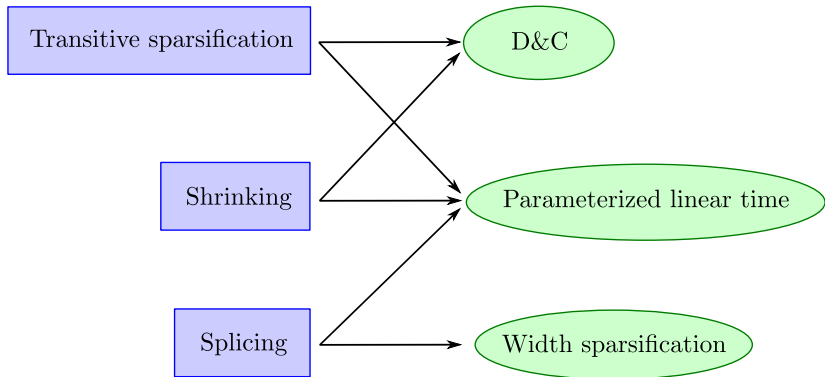 Transitive sparsification
D&C
Shrinking
Parameterized linear time
Splicing
Width sparsification